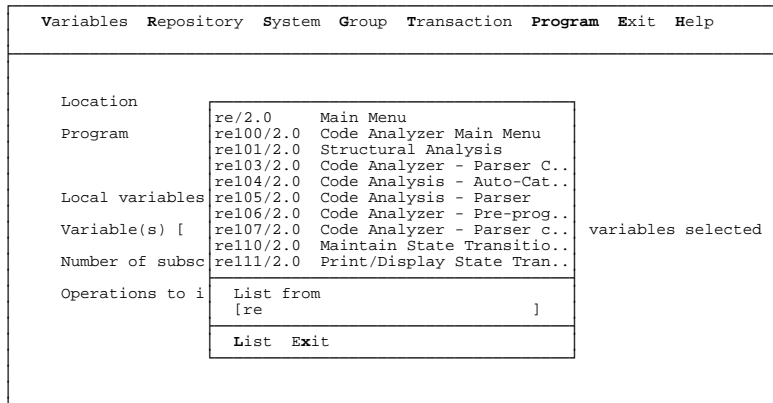 Variables Repository System Group Transaction Program Exit Help
Location
re/2.0 Main Menu
Program re100/2.0 Code Analyzer Main Menu
re101/2.0 Structural Analysis
re103/2.0 Code Analyzer - Parser C..
re104/2.0 Code Analysis - Auto-Cat..
Local variables re105/2.0 Code Analysis - Parser
re106/2.0 Code Analyzer - Pre-prog..
Variable(s) [ re107/2.0 Code Analyzer - Parser c.. variables selected
re110/2.0 Maintain State Transitio..
Number of subsc re111/2.0 Print/Display State Tran..
Operations to i List from
[re ]
List Exit